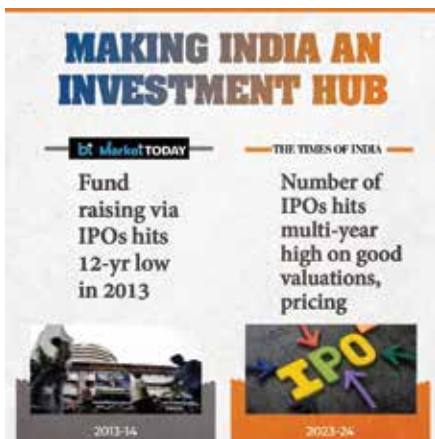 MAKING INDIA AN
INVESTMENT HUB
bt MarketTODAY
Fund
raising via
IPOs hits
12-yr low
in 2013
2013-14
THE TIMES OF INDIA
Number of
IPOs hits
multi-year
high on good
valuations,
pricing
IPO
2023-24